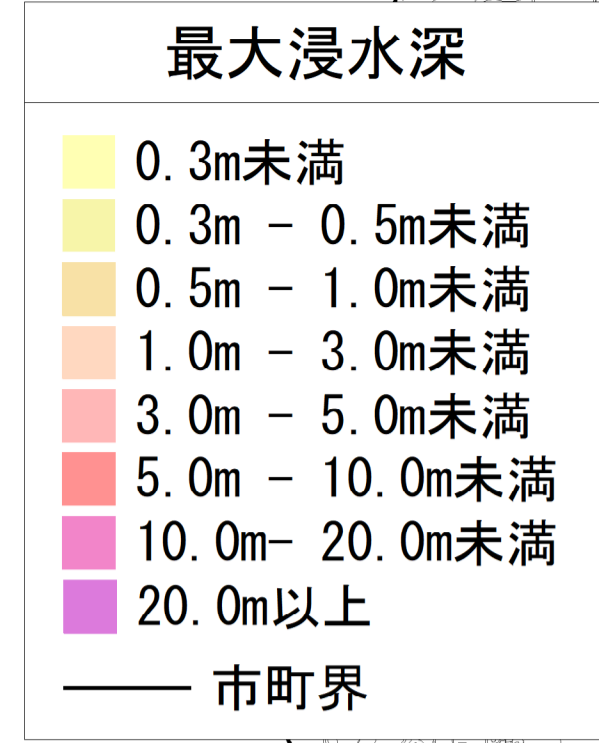 最大浸水深
0.3m未満
0.3m － 0.5m未満
0.5m － 1.0m未満
1.0m － 3.0m未満
3.0m － 5.0m未満
5.0m － 10.0m未満
10.0m－ 20.0m未満
20.0m以上
市町界